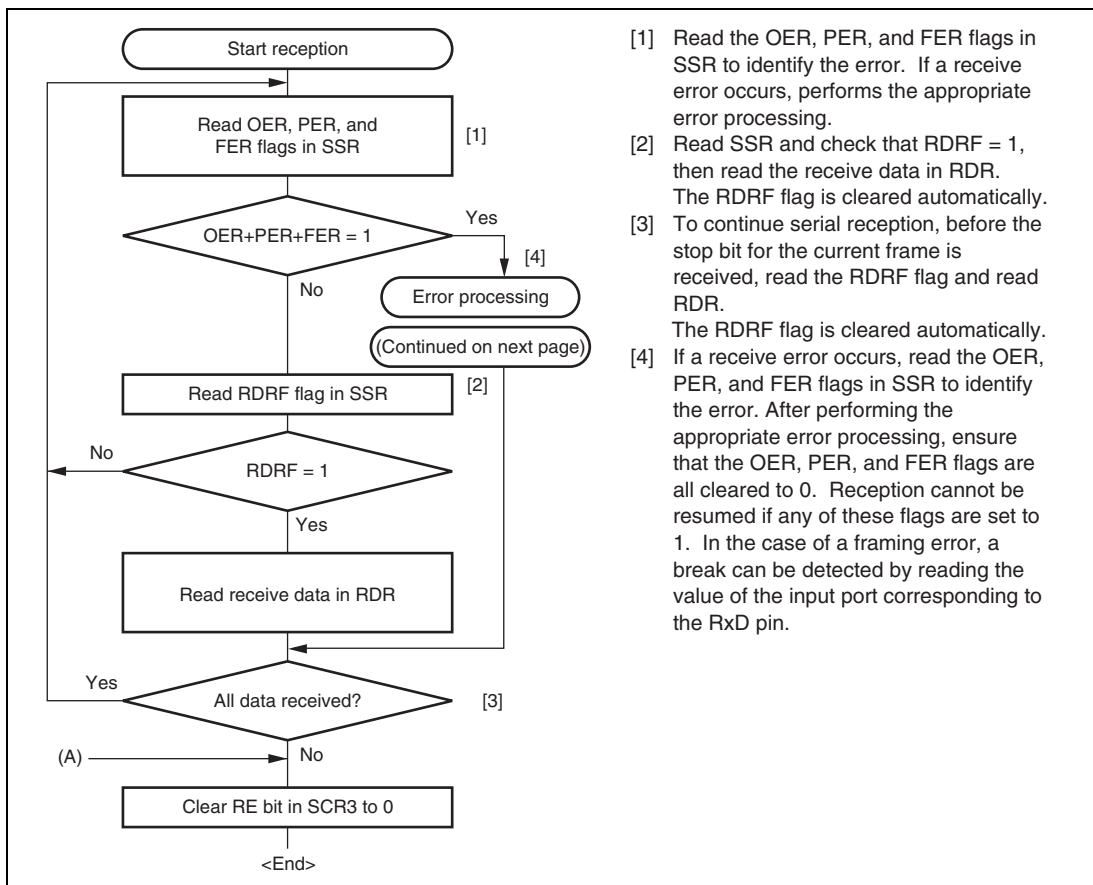 Start reception
Read OER, PER, and
FER flags in SSR
[1]
OER+PER+FER = 1
Yes
[4]
No
Error processing
(Continued on next page)
Read RDRF flag in SSR
[2]
No
RDRF = 1
Yes
Read receive data in RDR
Yes
All data received?
[3]
(A)
No
Clear RE bit in SCR3 to 0
<End>
[1] Read the OER, PER, and FER flags in
SSR to identify the error. If a receive
error occurs, performs the appropriate
error processing.
[2] Read SSR and check that RDRF = 1,
then read the receive data in RDR.
The RDRF flag is cleared automatically.
[3] To continue serial reception, before the
stop bit for the current frame is
received, read the RDRF flag and read
RDR.
The RDRF flag is cleared automatically.
[4] If a receive error occurs, read the OER,
PER, and FER flags in SSR to identify
the error. After performing the
appropriate error processing, ensure
that the OER, PER, and FER flags are
all cleared to 0. Reception cannot be
resumed if any of these flags are set to
1. In the case of a framing error, a
break can be detected by reading the
value of the input port corresponding to
the RxD pin.